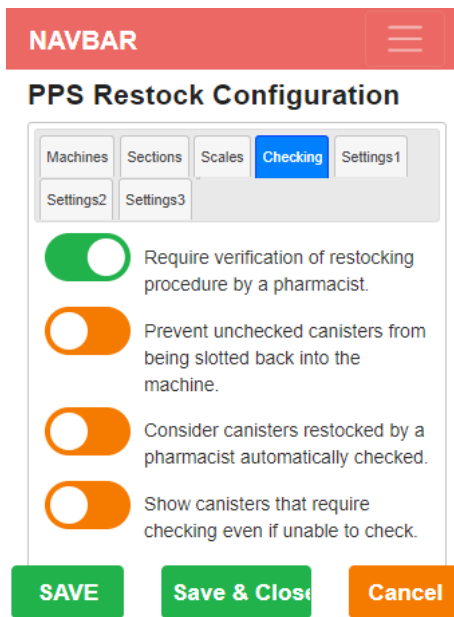 NAVBAR
PPS Restock Configuration
Machines Sections Scales Checking Settings1
Settings2 Settings3
Require verification of restocking
procedure by a pharmacist.
Prevent unchecked canisters from
being slotted back into the
machine.
Consider canisters restocked by a
pharmacist automatically checked.
Show canisters that require
checking even if unable to check.
SAVE Save & Close Cancel